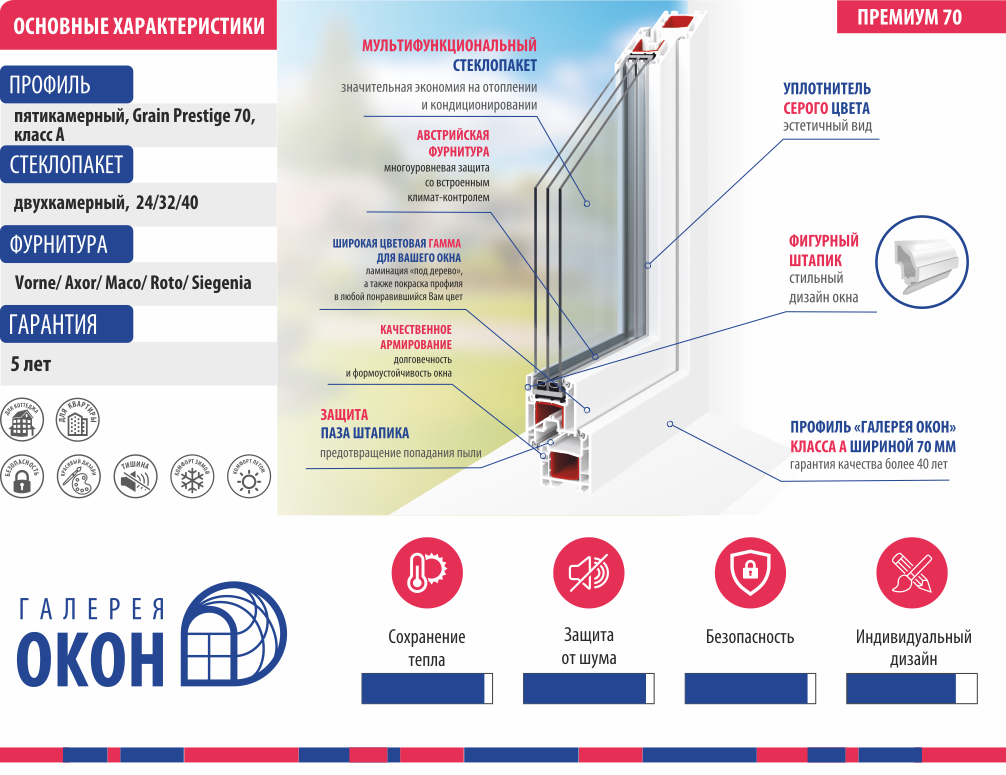 ОСНОВНЫЕ ХАРАКТЕРИСТИКИ
ПРОФИЛЬ
пятикамерный, Grain Prestige 70,
класс А
СТЕКЛОПАКЕТ
двухкамерный, 24/32/40
ФУРНИТУРА
Vorne/ Axor/ Maco/ Roto/ Siegenia
ГАРАНТИЯ
5 лет
ДЛЯ КОТТЕДЖА
ДЛЯ КВАРТИРЫ
БЕЗОПАСНОСТЬ
КРАСИВЫЙ ДИЗАЙН
ТИШИНА
КОМФОРТ ЗИМОЙ
КОМФОРТ ЛЕТОМ
ПРЕМИУМ 70
МУЛЬТИФУНКЦИОНАЛЬНЫЙ
СТЕКЛОПАКЕТ
значительная экономия на отоплении
и кондиционировании
АВСТРИЙСКАЯ
ФУРНИТУРА
многоуровневая защита
со встроенным
климат-контролем
ШИРОКАЯ ЦВЕТОВАЯ ГАММА
ДЛЯ ВАШЕГО ОКНА
ламинация «под дерево»,
а также покраска профиля
в любой понравившийся Вам цвет
КАЧЕСТВЕННОЕ
АРМИРОВАНИЕ
долговечность
и формоустойчивость окна
ЗАЩИТА
ПАЗА ШТАПИКА
предотвращение попадания пыли
УПЛОТНИТЕЛЬ
СЕРОГО ЦВЕТА
эстетичный вид
ФИГУРНЫЙ
ШТАПИК
стильный
дизайн окна
ПРОФИЛЬ «ГАЛЕРЕЯ ОКОН»
КЛАССА А ШИРИНОЙ 70 ММ
гарантия качества более 40 лет
ГАЛЕРЕЯ
ОКОН
Сохранение
тепла
Защита
от шума
Безопасность
Индивидуальный
дизайн